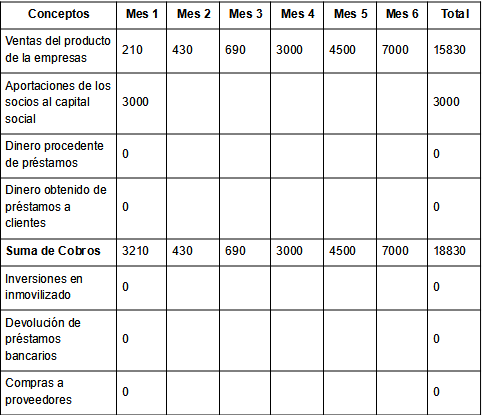 Conceptos Mes 1 Mes 2 Mes 3 Mes 4 Mes 5 Mes 6 Total
Ventas del producto
de la empresas 210 430 690 3000 4500 7000 15830
Aportaciones de los
socios al capital
social 3000 3000
Dinero procedente
de préstamos 0 0
Dinero obtenido de
préstamos a
clientes 0 0
Suma de Cobros 3210 430 690 3000 4500 7000 18830
Inversiones en
inmovilizado 0 0
Devolución de
préstamos
bancarios 0 0
Compras a
proveedores 0 0